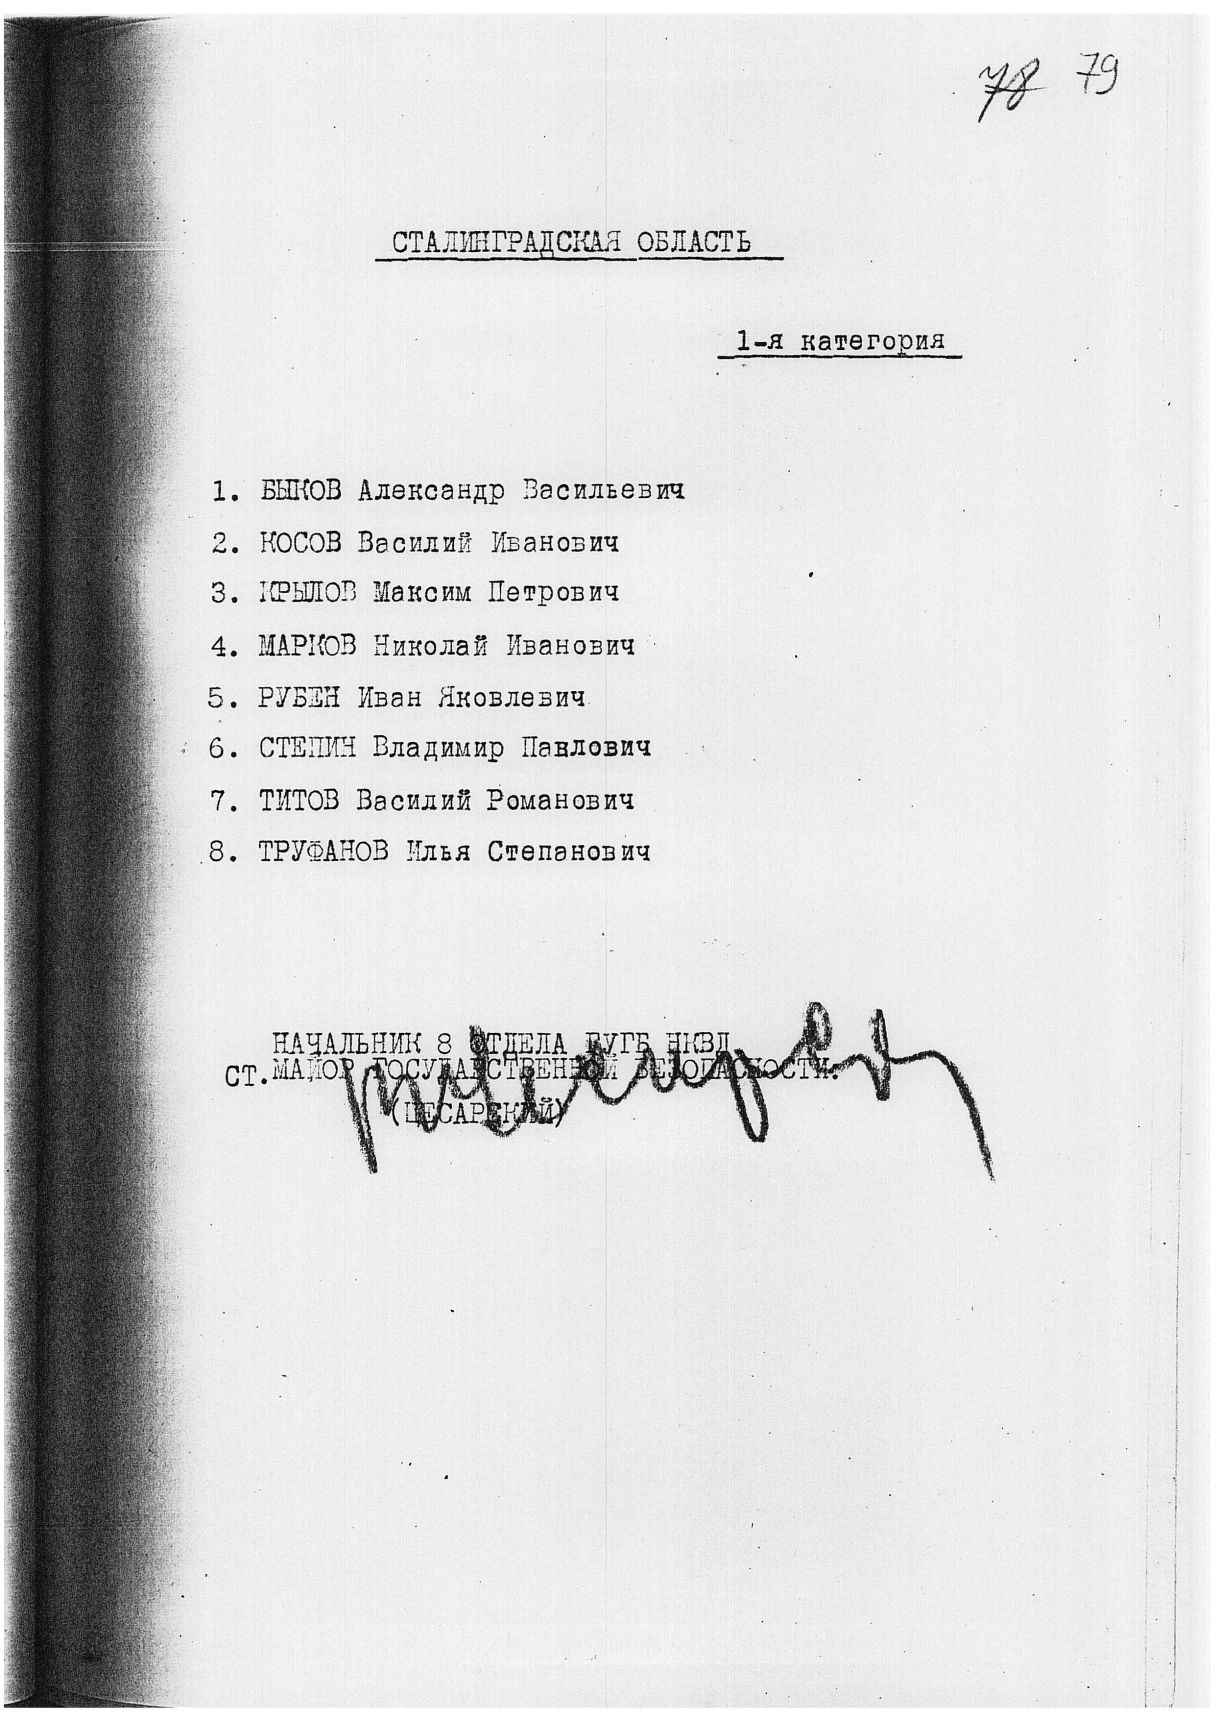 78 79
СТАЛИНГРАДСКАЯ ОБЛАСТЬ
1-я категория
1. БЫКОВ Александр Васильевич
2. КОСОВ Василий Иванович
3. КРЫЛОВ Максим Петрович
4. МАРКОВ Николай Иванович
5. РУБЕН Иван Яковлевич
6. СТЕПИН Владимир Павлович
7. ТИТОВ Василий Романович
8. ТРУФАНОВ Илья Степанович
НАЧАЛЬНИК 8 ОТДЕЛА ГУГБ НКВД
СТ.МАЙОР ГОСУДАРСТВЕННОЙ БЕЗОПАСНОСТИ:
(ЦЕСАРСКИЙ)